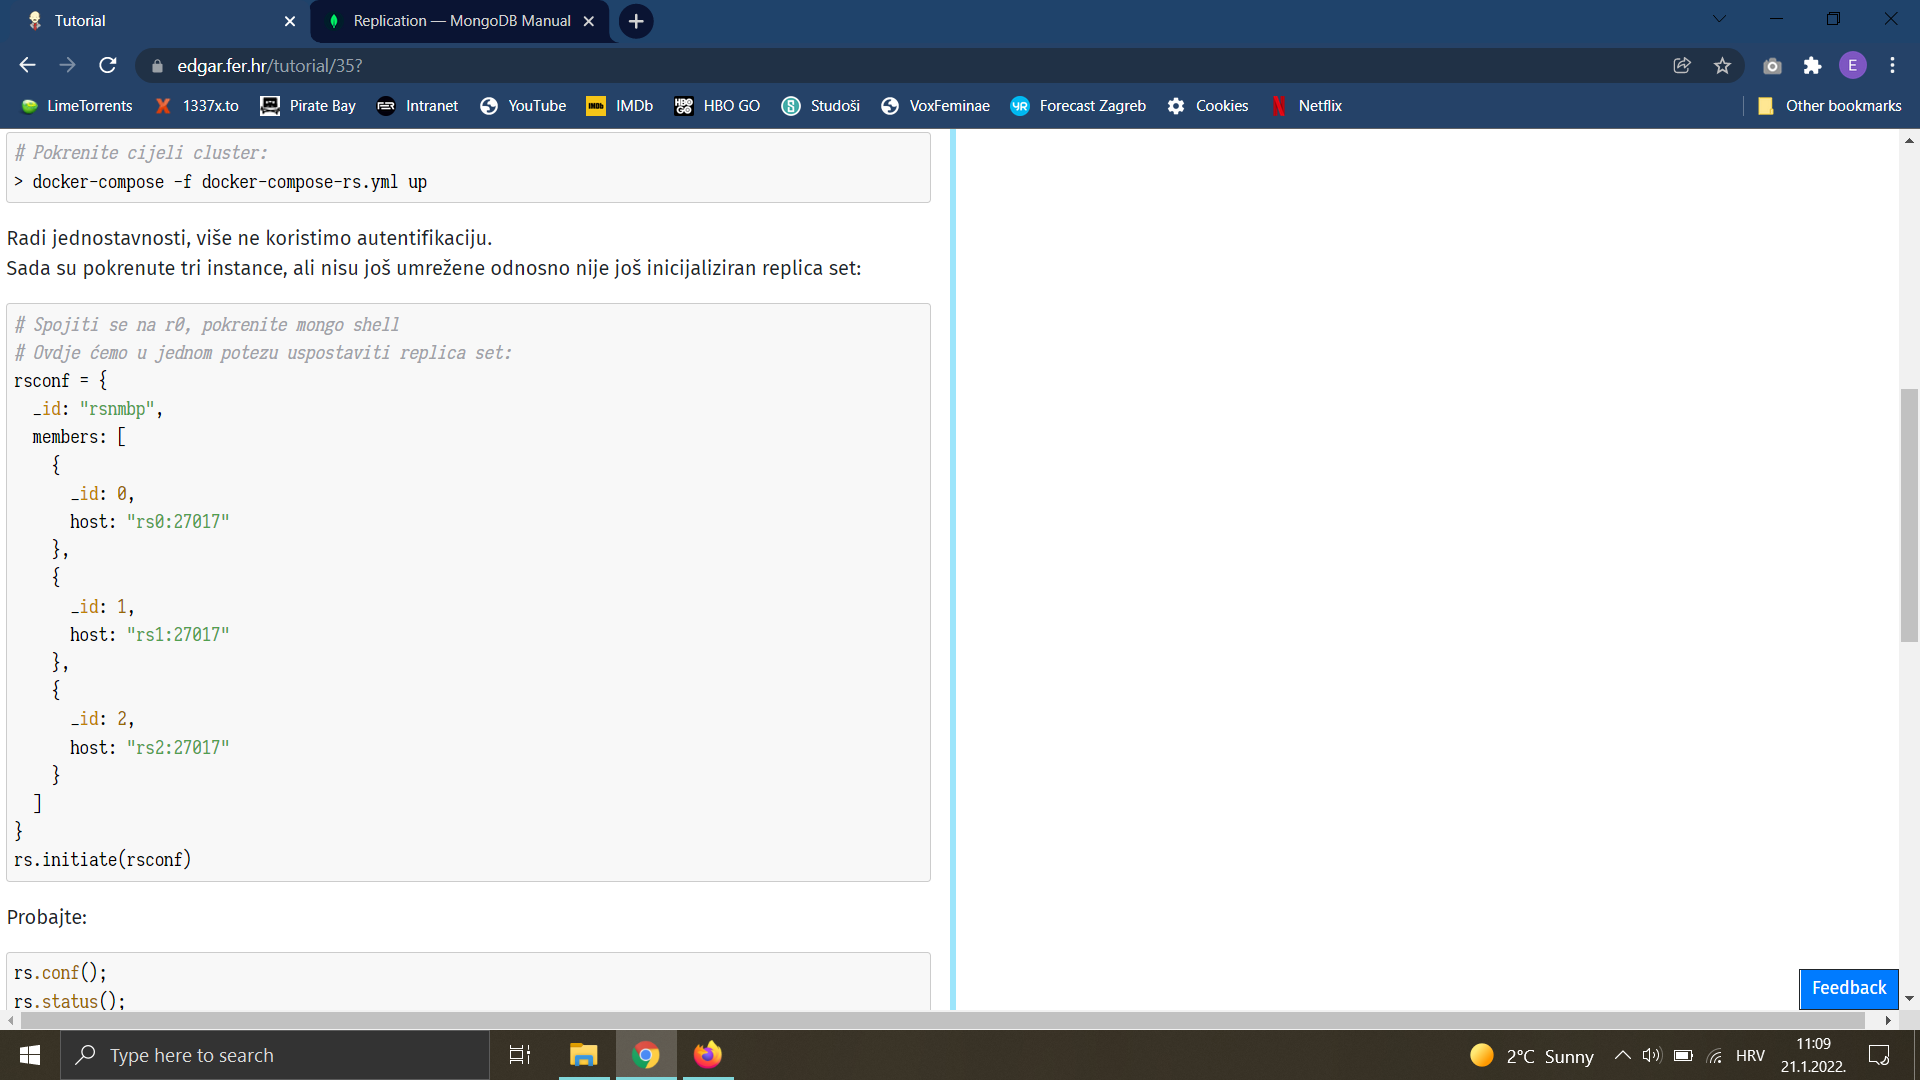 Tutorial
Replication — MongoDB Manual
edgar.fer.hr/tutorial/35?
E
LimeTorrents
1337x.to
Pirate Bay
Intranet
YouTube
IMDb
HBO GO
Studoši
VoxFeminae
Forecast Zagreb
Cookies
Netflix
Other bookmarks
# Pokrenite cijeli cluster:
> docker-compose -f docker-compose-rs.yml up
Radi jednostavnosti, više ne koristimo autentifikaciju.
Sada su pokrenute tri instance, ali nisu još umrežene odnosno nije još inicijaliziran replica set:
# Spojiti se na r0, pokrenite mongo shell
# Ovdje ćemo u jednom potezu uspostaviti replica set:
rsconf = {
_id: "rsnmbp",
members: [
{
_id: 0,
host: "rs0:27017"
},
{
_id: 1,
host: "rs1:27017"
},
{
_id: 2,
host: "rs2:27017"
}
]
}
rs.initiate(rsconf)
Probajte:
rs.conf();
rs.status();
Feedback
Type here to search
2°C Sunny
HRV
11:09
21.1.2022.